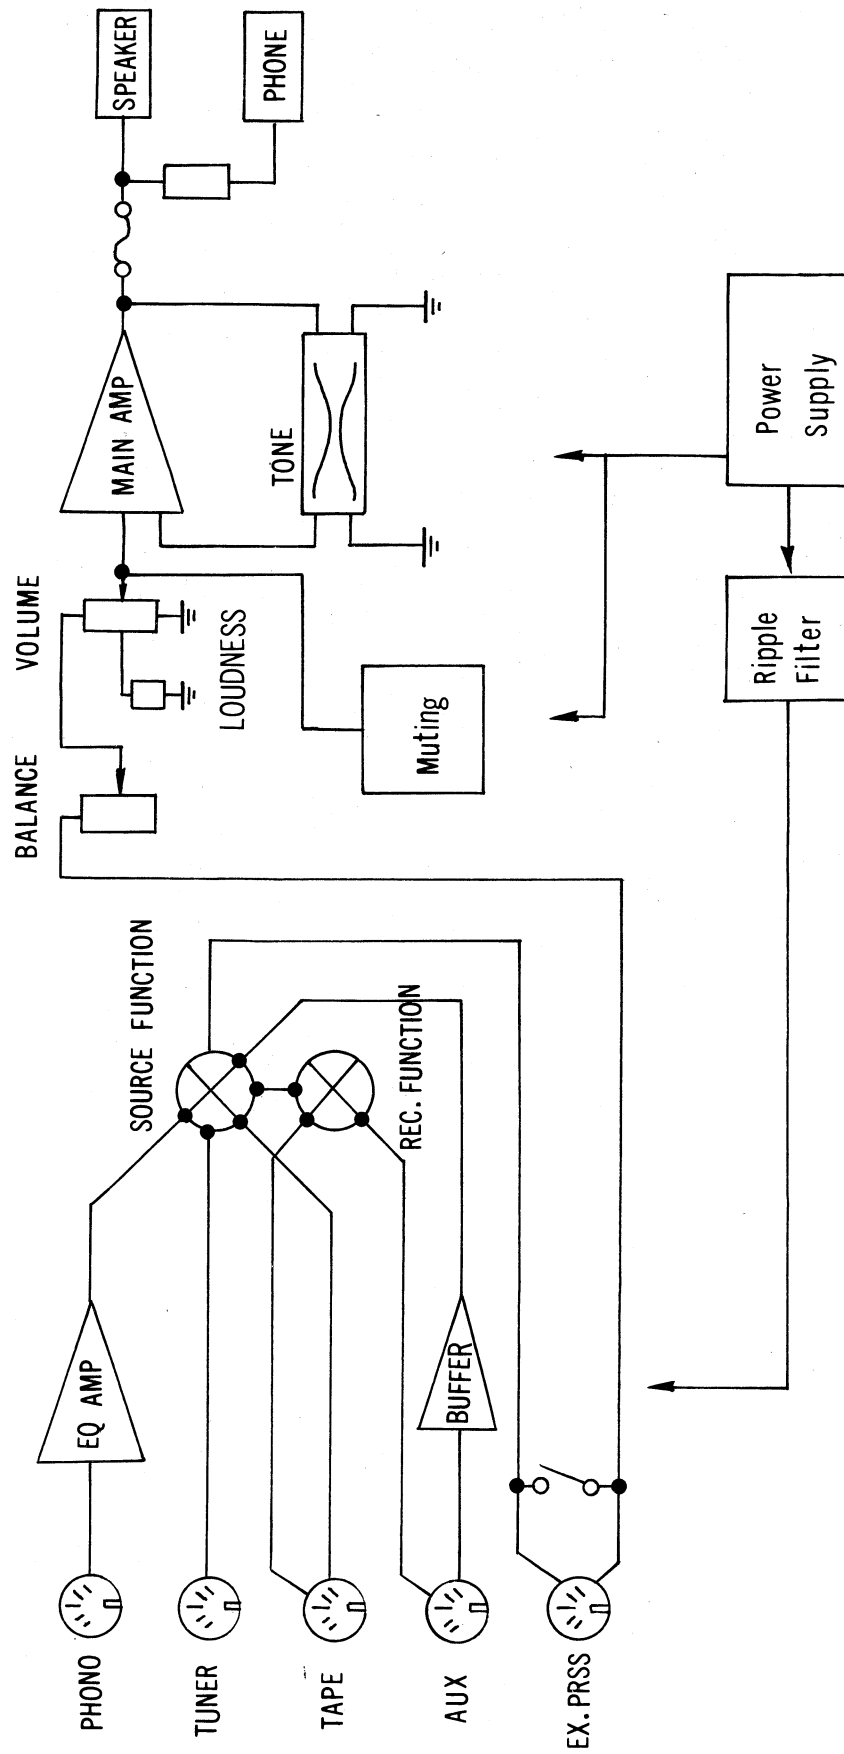 PHONO
TUNER
TAPE
AUX
EX. PRSS
EQ AMP
BUFFER
SOURCE FUNCTION
REC. FUNCTION
BALANCE
VOLUME
LOUDNESS
Muting
MAIN AMP
TONE
SPEAKER
PHONE
Ripple
Filter
Power
Supply